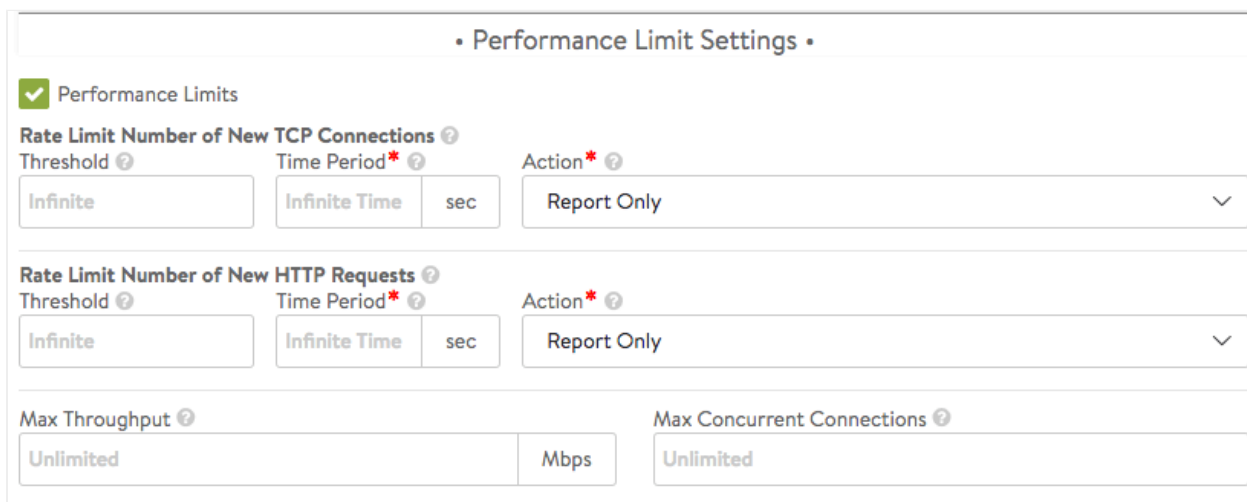 • Performance Limit Settings •
Performance Limits
Rate Limit Number of New TCP Connections ?
Threshold ? Time Period* ? Action* ?
Infinite Infinite Time sec Report Only
Rate Limit Number of New HTTP Requests ?
Threshold ? Time Period* ? Action* ?
Infinite Infinite Time sec Report Only
Max Throughput ? Max Concurrent Connections ?
Unlimited Mbps Unlimited